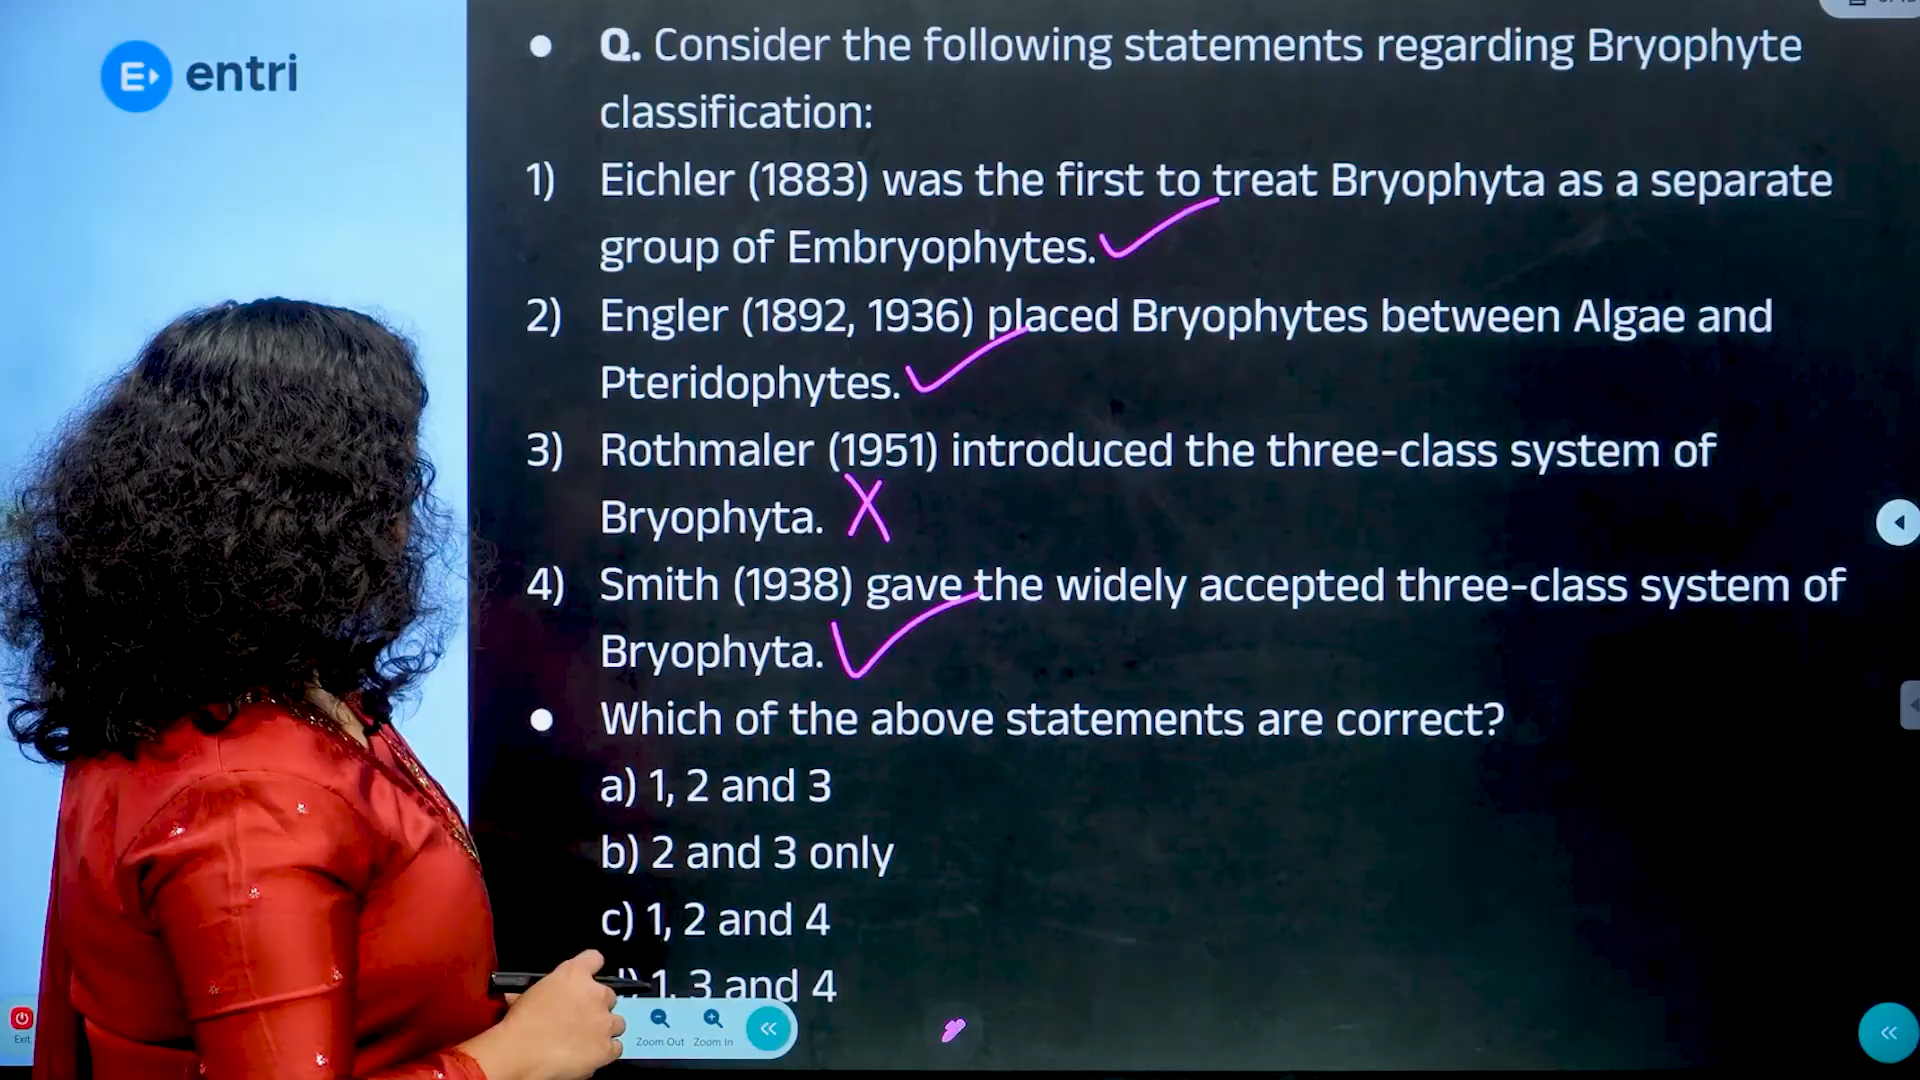 E entri
• Q. Consider the following statements regarding Bryophyte
classification:
1) Eichler (1883) was the first to treat Bryophyta as a separate
group of Embryophytes.
2) Engler (1892, 1936) placed Bryophytes between Algae and
Pteridophytes.
3) Rothmaler (1951) introduced the three-class system of
Bryophyta.
4) Smith (1938) gave the widely accepted three-class system of
Bryophyta.
• Which of the above statements are correct?
a) 1, 2 and 3
b) 2 and 3 only
c) 1, 2 and 4
1, 3 and 4
Exit
Zoom Out Zoom In